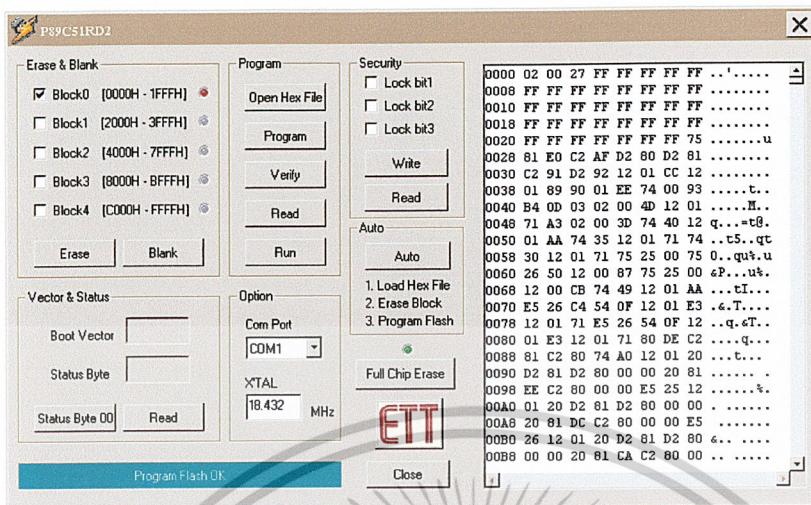 P89C51RD2
Erase & Blank
Block0 [0000H - 1FFFH]
Block1 [2000H - 3FFFH]
Block2 [4000H - 7FFFH]
Block3 [8000H - BFFFH]
Block4 [C000H - FFFFH]
Erase Blank
Vector & Status
Boot Vector
Status Byte
Status Byte 00 Read
Program Flash OK
Program
Open Hex File
Program
Verify
Read
Run
Option
Com Port
COM1
XTAL
18.432 MHz
Security
Lock bit1
Lock bit2
Lock bit3
Write
Read
Auto
Auto
1. Load Hex File
2. Erase Block
3. Program Flash
Full Chip Erase
ETT
Close
0000 02 00 27 FF FF FF FF FF ..'.....
0008 FF FF FF FF FF FF FF FF ........
0010 FF FF FF FF FF FF FF FF ........
0018 FF FF FF FF FF FF FF FF ........
0020 FF FF FF FF FF FF FF 75 .......u
0028 81 E0 C2 AF D2 80 D2 81 ........
0030 C2 91 D2 92 12 01 CC 12 ........
0038 01 89 90 01 EE 74 00 93 .....t..
0040 B4 0D 03 02 00 4D 12 01 .....M..
0048 71 A3 02 00 3D 74 40 12 q...=t@.
0050 01 AA 74 35 12 01 71 74 ..t5..qt
0058 30 12 01 71 75 25 00 75 0..qu%.u
0060 26 50 12 00 87 75 25 00 &P...u%.
0068 12 00 CB 74 49 12 01 AA ...tI...
0070 E5 26 C4 54 0F 12 01 E3 .&.T....
0078 12 01 71 E5 26 54 0F 12 ..q.&T..
0080 01 E3 12 01 71 80 DE C2 ....q...
0088 81 C2 80 74 A0 12 01 20 ...t...
0090 D2 81 D2 80 00 00 20 81 ...... .
0098 EE C2 80 00 00 E5 25 12 ......%.
00A0 01 20 D2 81 D2 80 00 00 . ......
00A8 20 81 DC C2 80 00 00 E5 .......
00B0 26 12 01 20 D2 81 D2 80 &.. ....
00B8 00 00 20 81 CA C2 80 00 .. .....